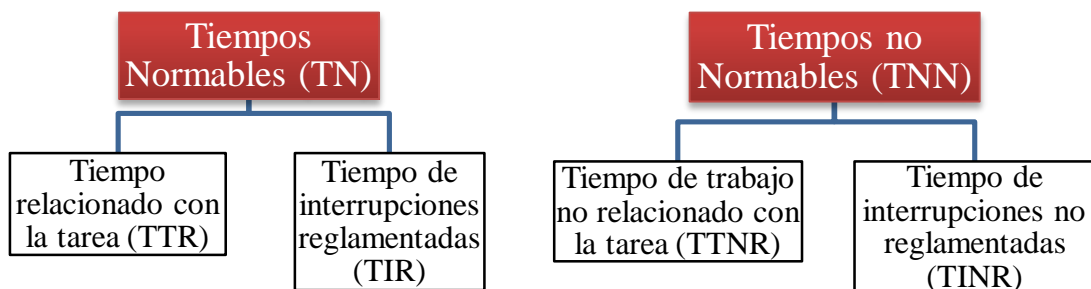 Tiempos
Normables (TN)
Tiempos no
Normables (TNN)
Tiempo
relacionado con
la tarea (TTR)
Tiempo de
interrupciones
reglamentadas
(TIR)
Tiempo de trabajo
no relacionado con
la tarea (TTNR)
Tiempo de
interrupciones no
reglamentadas
(TINR)